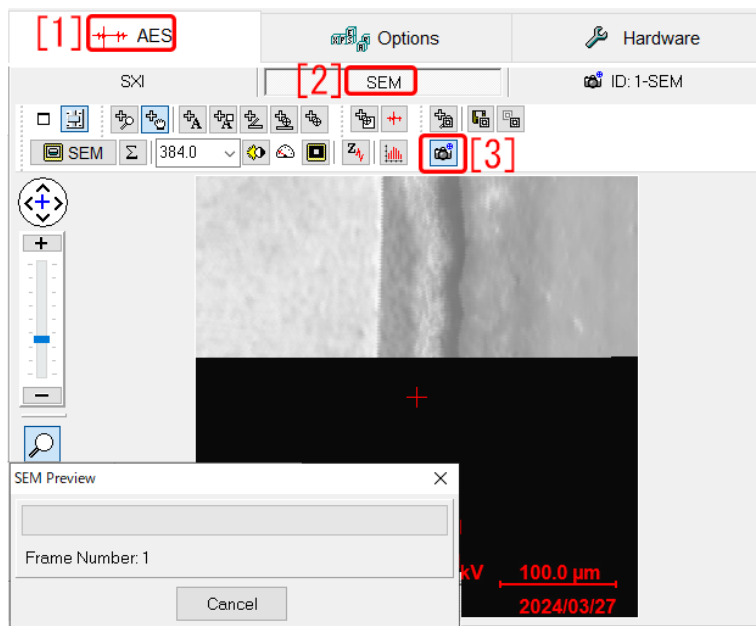 [1] AES Options Hardware
SXI [2] SEM ID: 1-SEM
SEM Σ 384.0 [3]
SEM Preview
Frame Number: 1
Cancel
kV 100.0 µm
2024/03/27